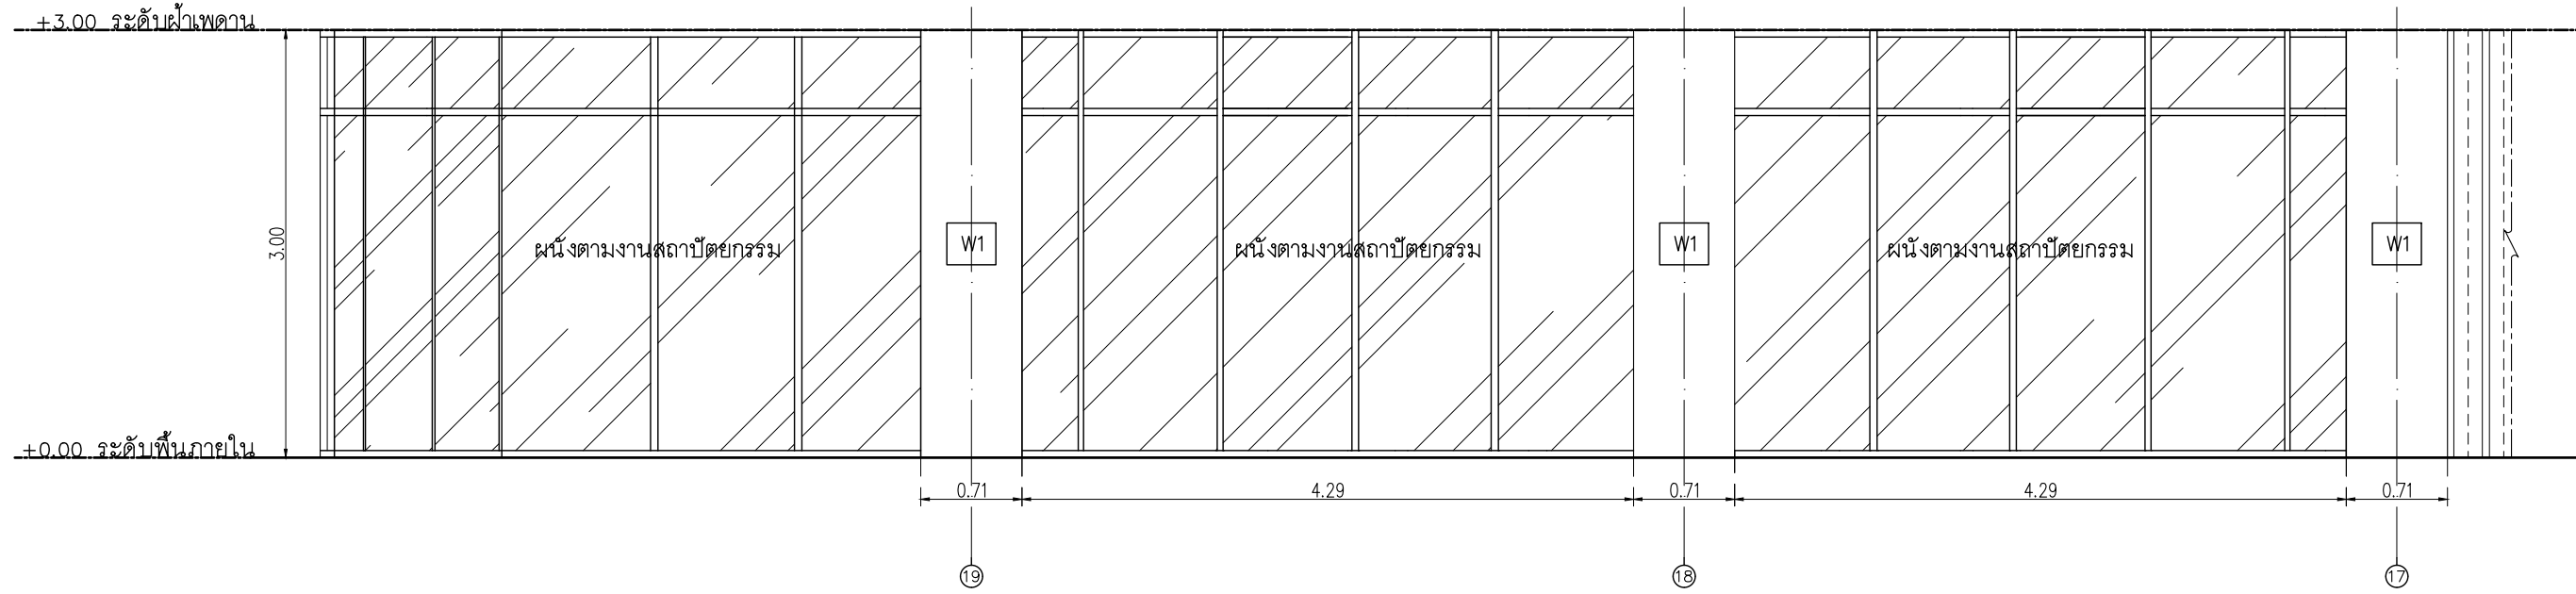 +3.00 ระดับฝ้าเพดาน
3.00
ผนังตามงานสถาปัตยกรรม
W1
ผนังตามงานสถาปัตยกรรม
W1
ผนังตามงานสถาปัตยกรรม
W1
+0.00 ระดับพื้นภายใน
0.71
4.29
0.71
4.29
0.71
19
18
17